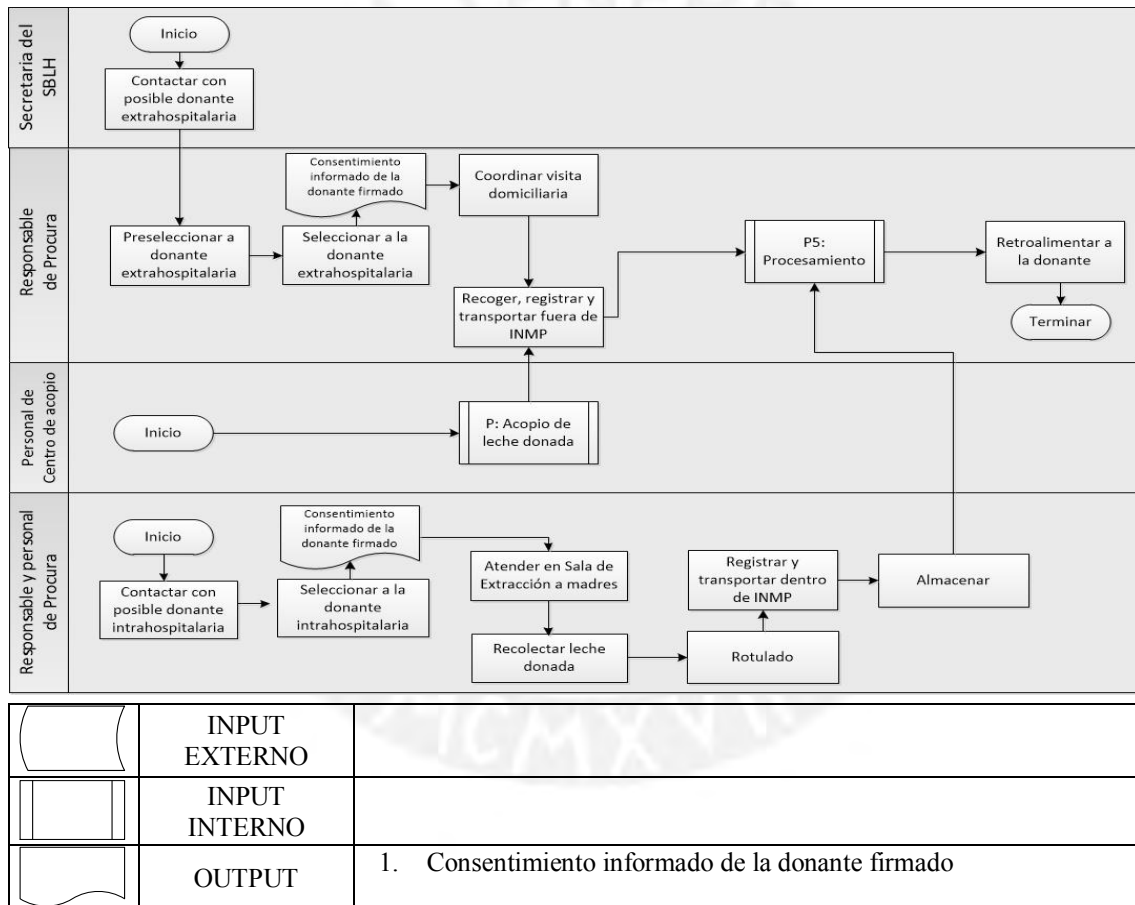 Secretaria del
SBLH
Inicio
Contactar con
posible donante
extrahospitalaria
Responsable
de Procura
Preseleccionar a
donante
extrahospitalaria
Seleccionar a la
donante
extrahospitalaria
Consentimiento
informado de la
donante firmado
Coordinar visita
domiciliaria
Recoger, registrar y
transportar fuera de
INMP
P5:
Procesamiento
Retroalimentar a
la donante
Terminar
Personal de
Centro de acopio
Inicio
P: Acopio de
leche donada
Responsable y personal
de Procura
Inicio
Contactar con
posible donante
intrahospitalaria
Seleccionar a la
donante
intrahospitalaria
Consentimiento
informado de la
donante firmado
Atender en Sala de
Extracción a madres
Recolectar leche
donada
Rotulado
Registrar y
transportar dentro
de INMP
Almacenar
INPUT
EXTERNO
INPUT
INTERNO
OUTPUT
1. Consentimiento informado de la donante firmado